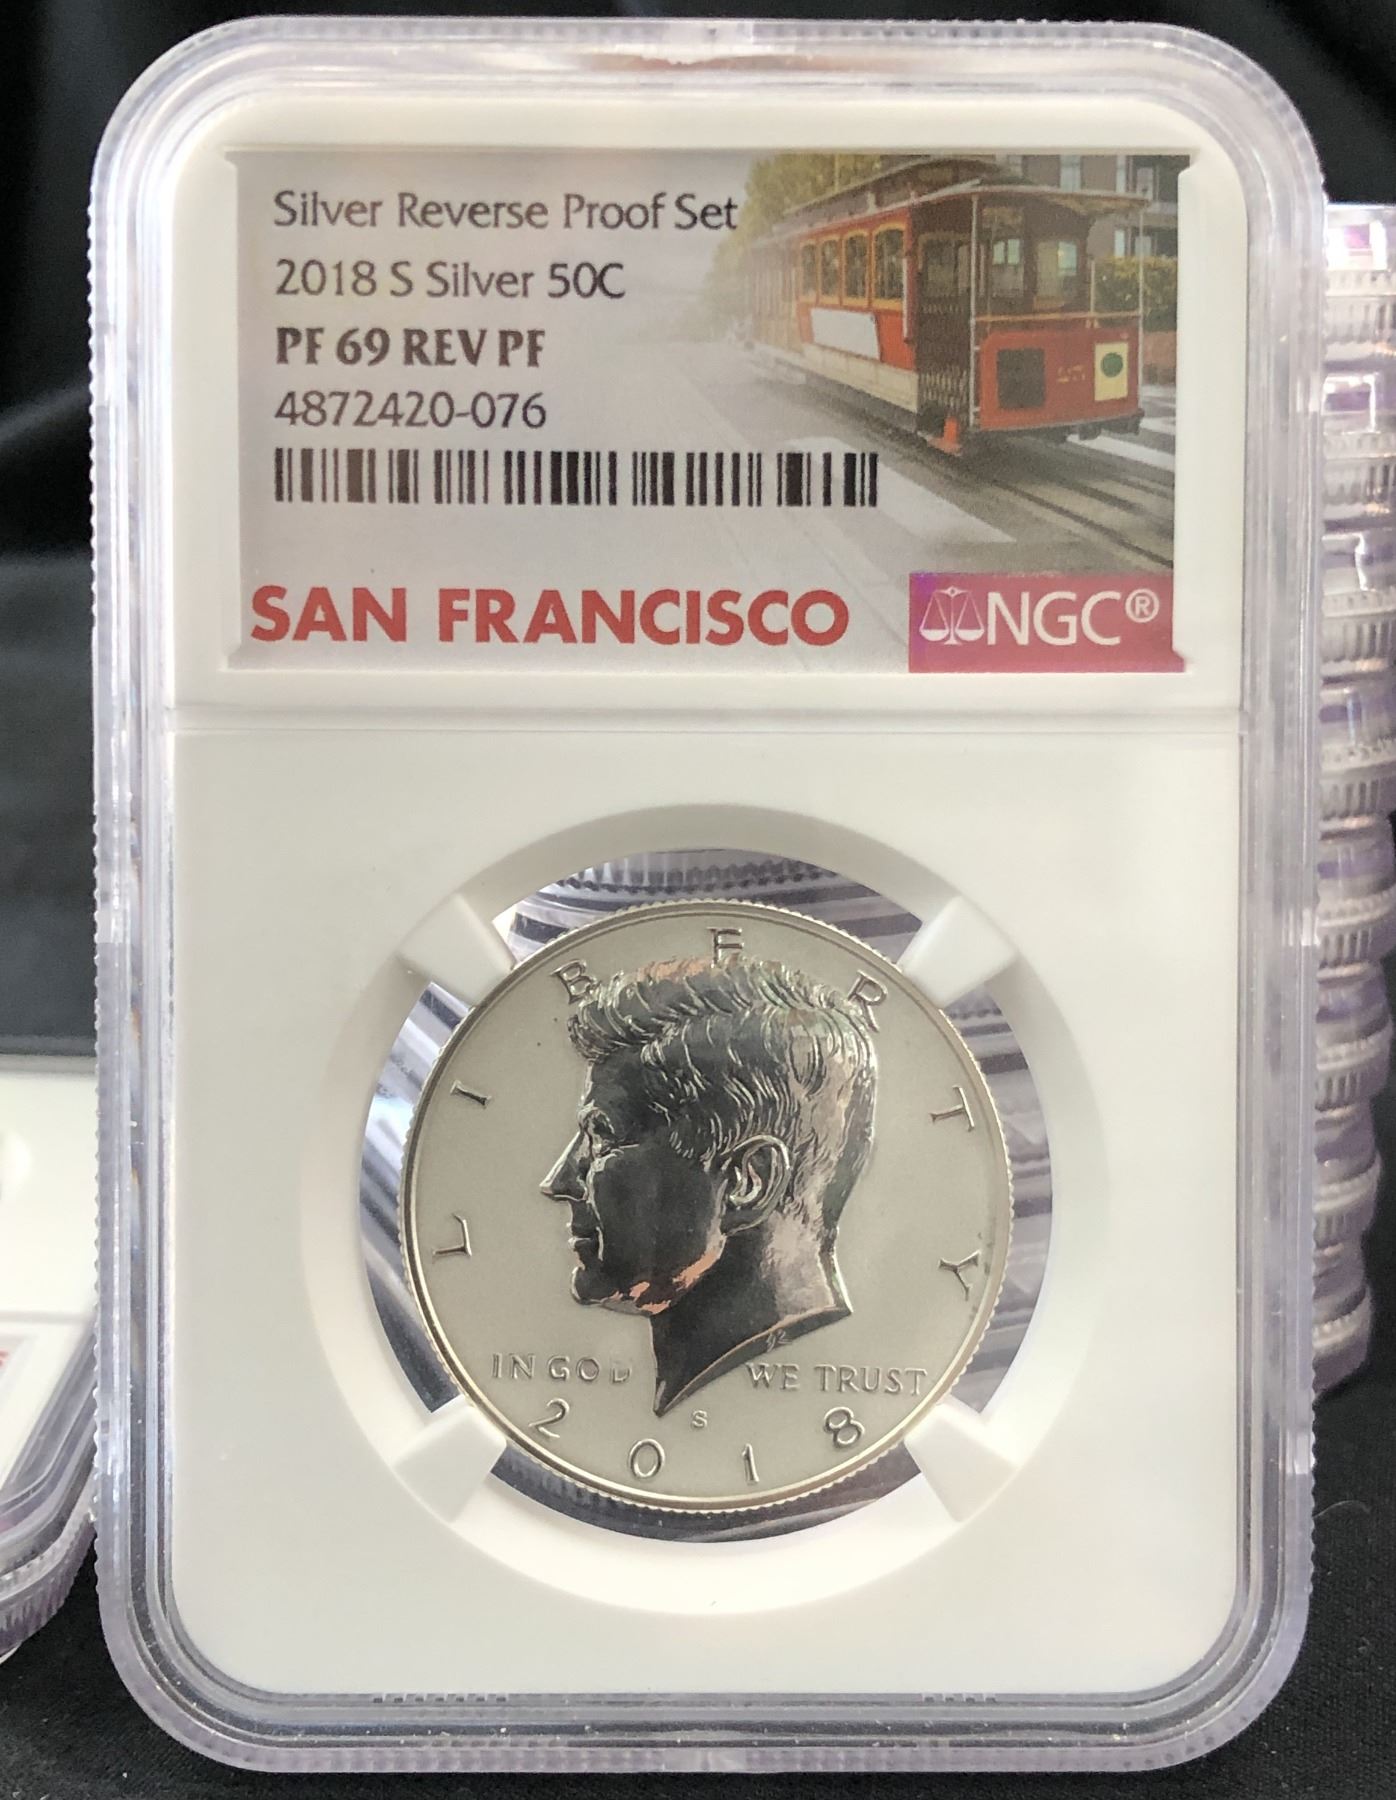 Silver Reverse Proof Set
2018 S Silver 50C
PF 69 REV PF
4872420-076
SAN FRANCISCO
NGC®
LIBERTY
IN GOD WE TRUST
S
2018